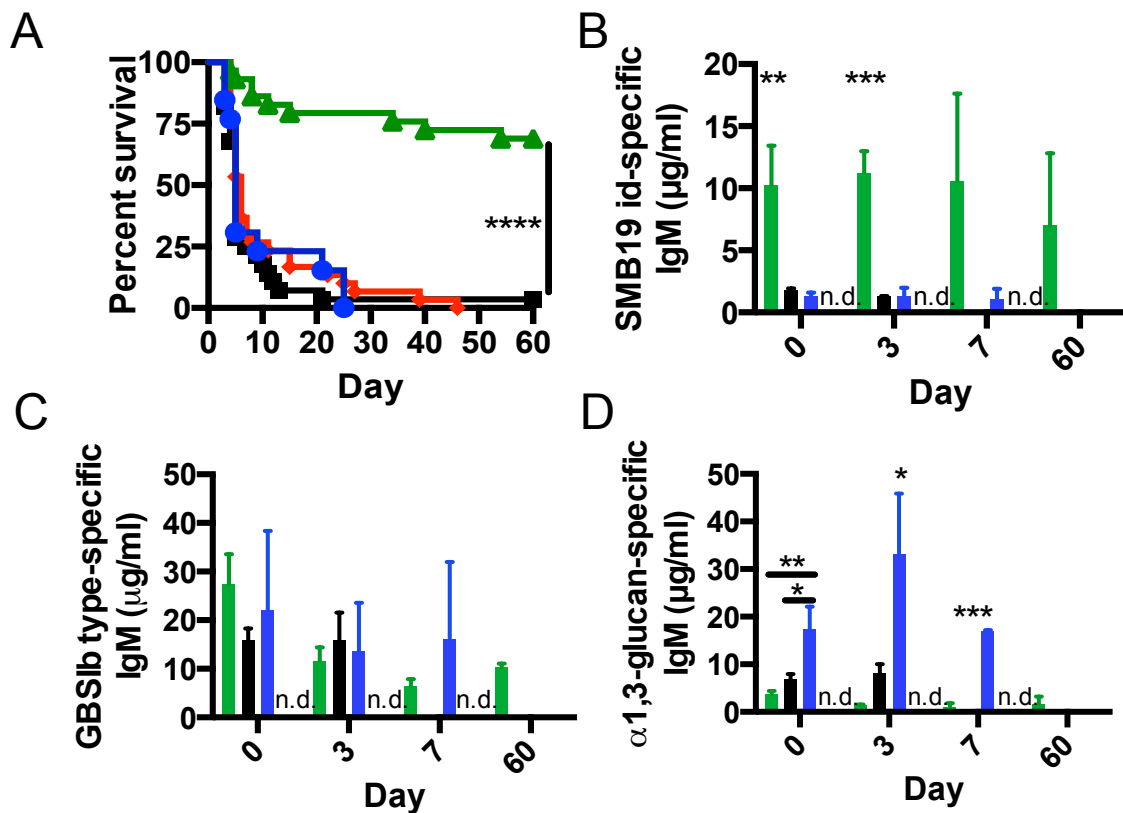 A
Percent survival
100
75
50
25
0
****
0 10 20 30 40 50 60
Day
B
SMB19 id-specific
IgM (µg/ml)
20
15
10
5
0
** ***
n.d. n.d. n.d.
0 3 7 60
Day
C
GBSIb type-specific
IgM (μg/ml)
50
40
30
20
10
0
n.d. n.d. n.d.
0 3 7 60
Day
D
α1,3-glucan-specific
IgM (µg/ml)
50
40
30
20
10
0
*
**
*
***
n.d. n.d. n.d.
0 3 7 60
Day